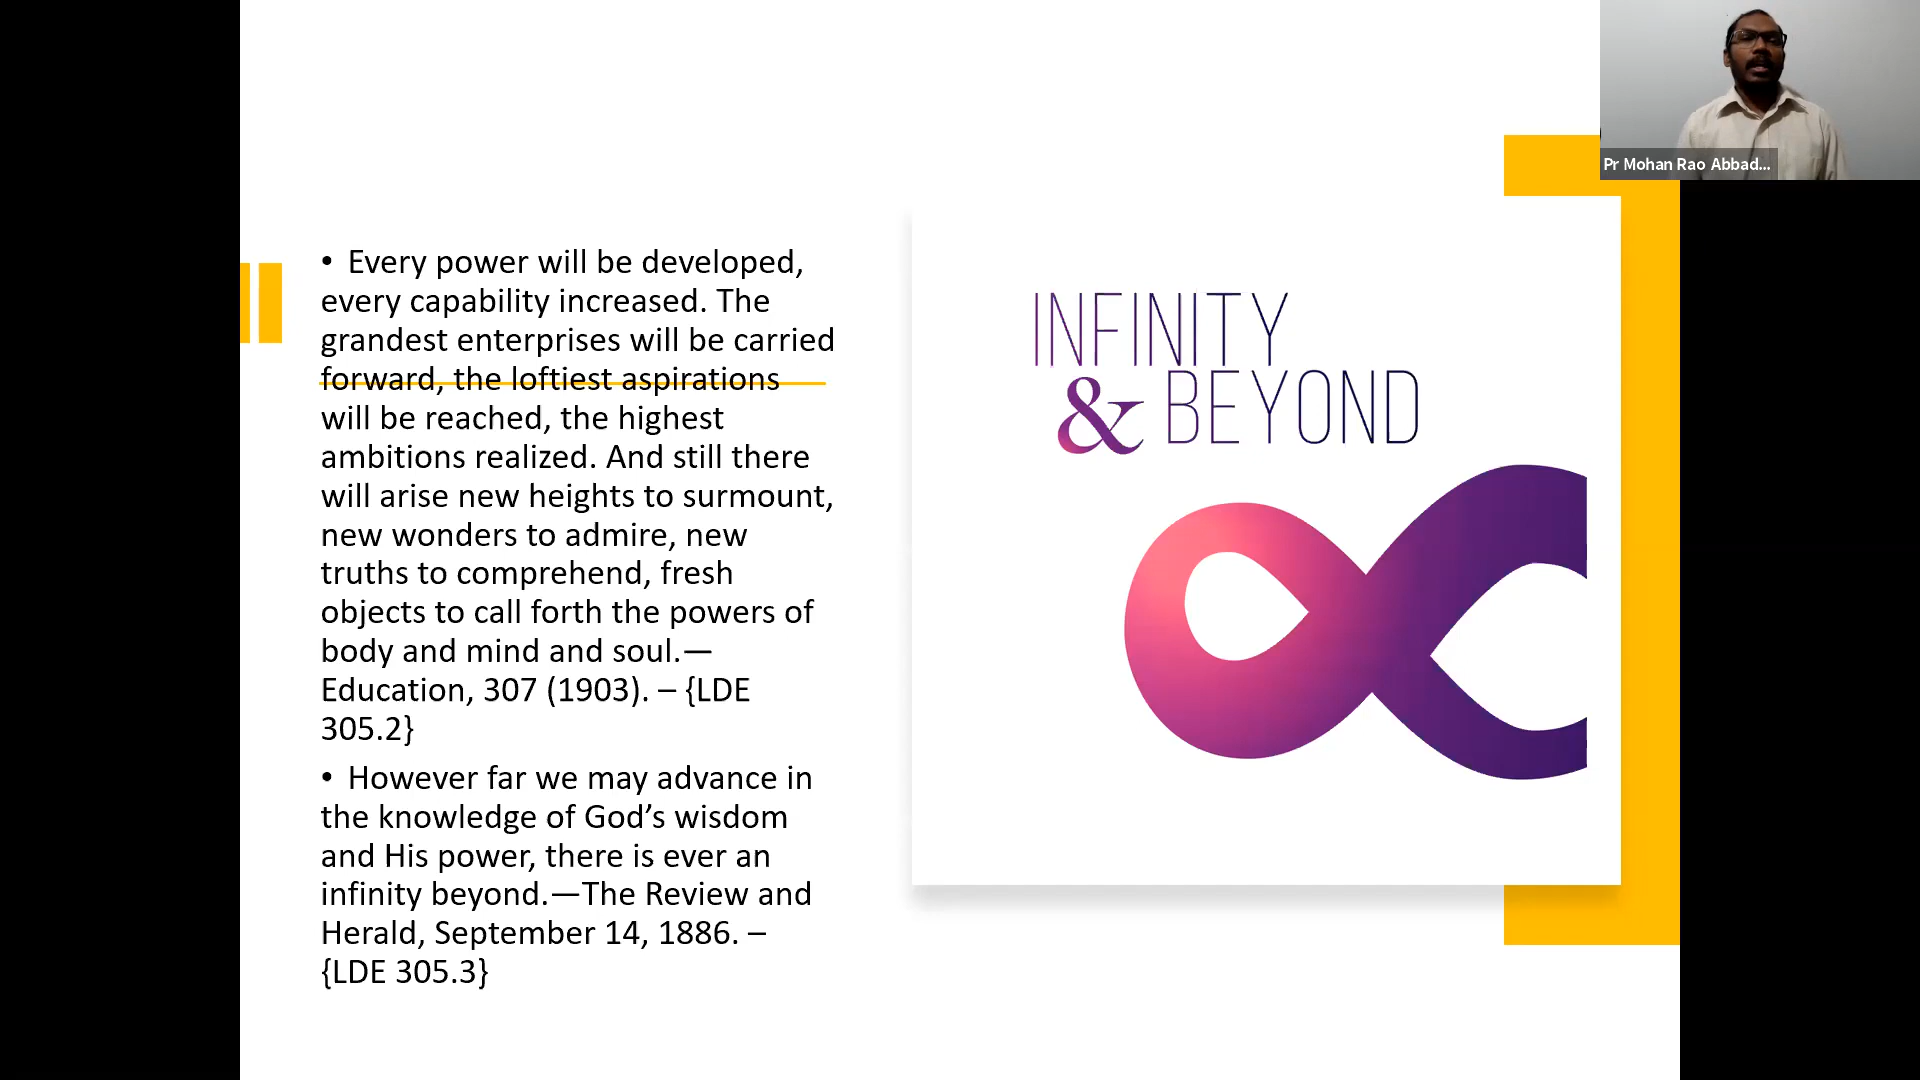 Pr Mohan Rao Abbad...
• Every power will be developed,
every capability increased. The
grandest enterprises will be carried
forward, the loftiest aspirations
will be reached, the highest
ambitions realized. And still there
will arise new heights to surmount,
new wonders to admire, new
truths to comprehend, fresh
objects to call forth the powers of
body and mind and soul.—
Education, 307 (1903). – {LDE
305.2}
• However far we may advance in
the knowledge of God’s wisdom
and His power, there is ever an
infinity beyond.—The Review and
Herald, September 14, 1886. –
{LDE 305.3}
INFINITY
& BEYOND